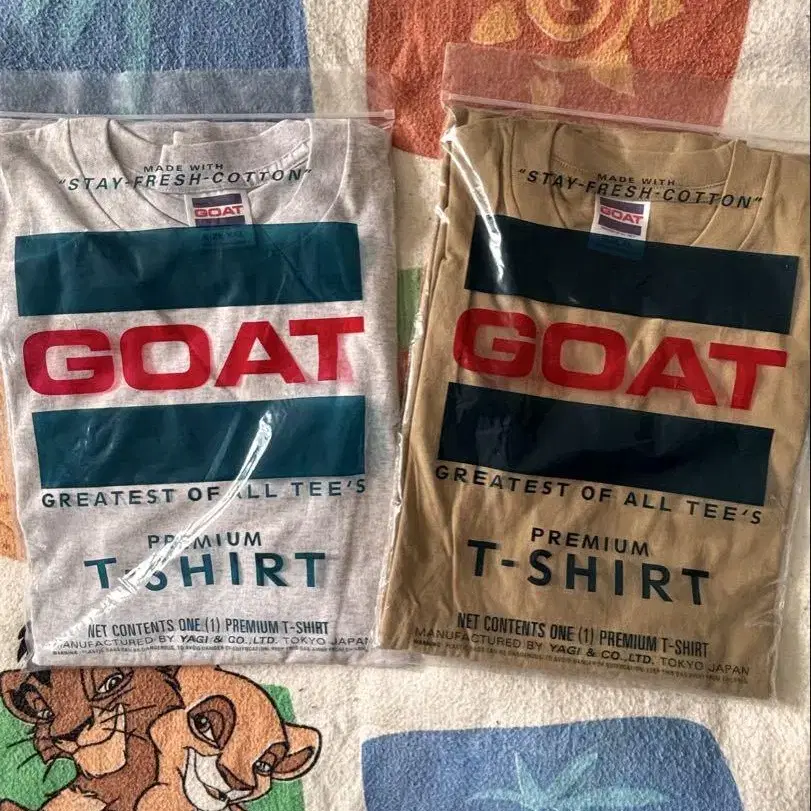 MADE WITH
"STAY-FRESH-COTTON"
GOAT
GOAT
GREATEST OF ALL TEE'S
PREMIUM
T-SHIRT
NET CONTENTS ONE (1) PREMIUM T-SHIRT
MANUFACTURED BY YAGI & CO.,LTD. TOKYO JAPAN
MADE WITH
"STAY-FRESH-COTTON"
GOAT
GOAT
GREATEST OF ALL TEE'S
PREMIUM
T-SHIRT
NET CONTENTS ONE (1) PREMIUM T-SHIRT
MANUFACTURED BY YAGI & CO.,LTD. TOKYO JAPAN